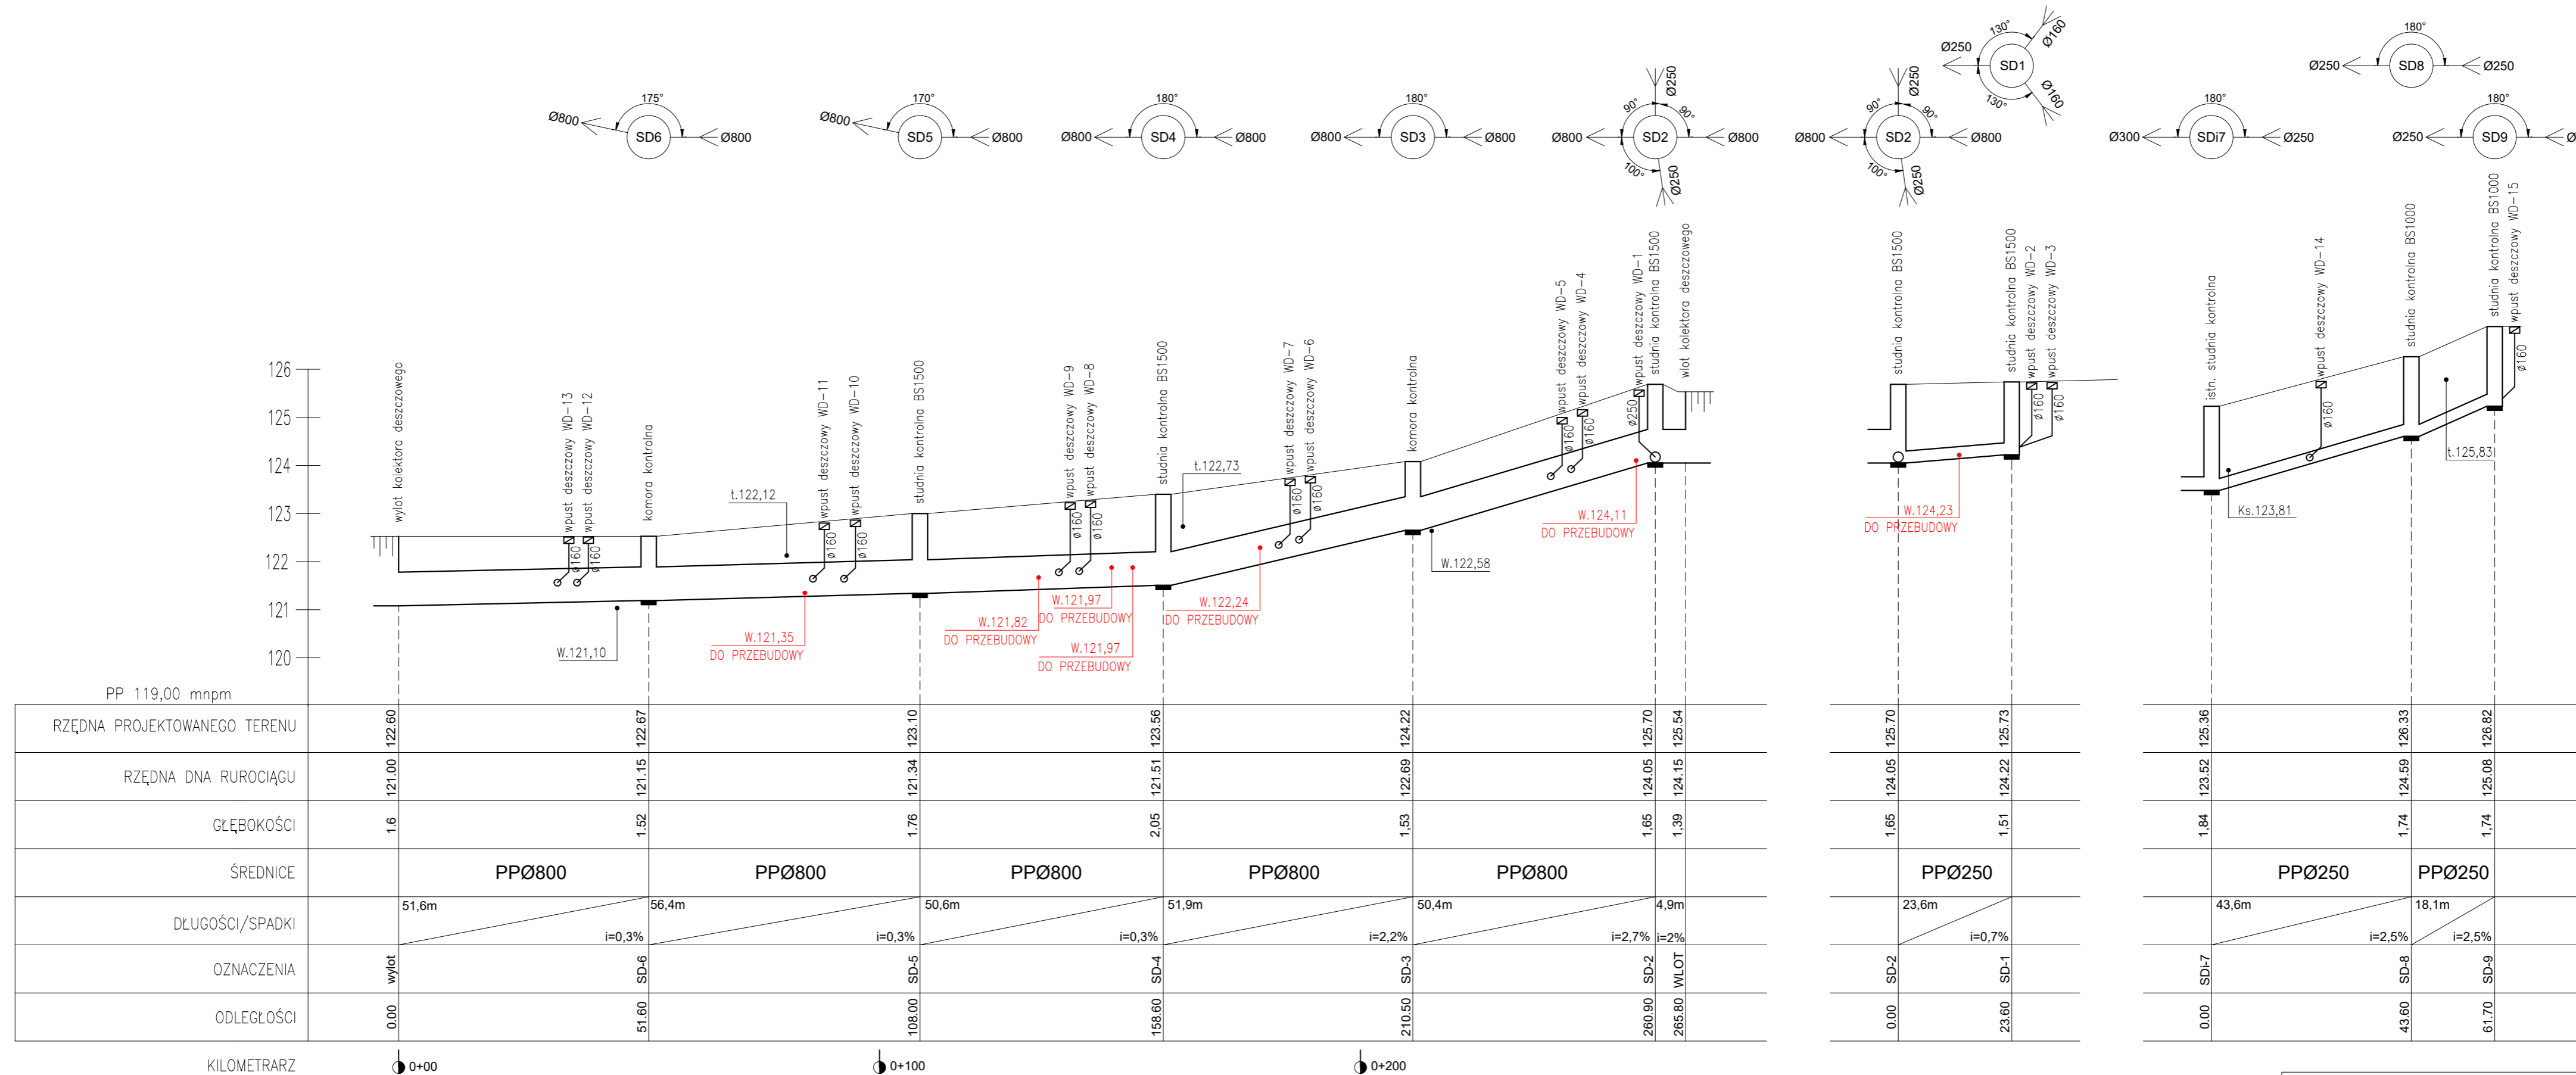 130°
Ø160
Ø250
SD1
130°
Ø160
180°
Ø250
SD8
Ø250
175°
Ø800
SD6
Ø800
170°
Ø800
SD5
Ø800
180°
Ø800
SD4
Ø800
180°
Ø800
SD3
Ø800
Ø250
90°
90°
Ø800
SD2
Ø800
100°
Ø250
Ø250
90°
90°
Ø800
SD2
Ø800
100°
Ø250
180°
Ø300
SDi7
Ø250
180°
Ø250
SD9
wylot kolektora deszczowego
wpust deszczowy WD-13
ø160
wpust deszczowy WD-12
ø160
komora kontrolna
wpust deszczowy WD-11
ø160
wpust deszczowy WD-10
ø160
studnia kontrolna BS1500
wpust deszczowy WD-9
ø160
wpust deszczowy WD-8
ø160
studnia kontrolna BS1500
wpust deszczowy WD-7
ø160
wpust deszczowy WD-6
ø160
komora kontrolna
wpust deszczowy WD-5
ø160
wpust deszczowy WD-4
ø160
wpust deszczowy WD-1
ø250
studnia kontrolna BS1500
wlot kolektora deszczowego
studnia kontrolna BS1500
studnia kontrolna BS1500
wpust deszczowy WD-2
ø160
wpust deszczowy WD-3
ø160
istn. studnia kontrolna
wpust deszczowy WD-14
ø160
studnia kontrolna BS1000
studnia kontrolna BS1000
wpust deszczowy WD-15
ø160
126
125
124
123
122
121
120
t.122,12
t.122,73
t.125,83
W.121,10
W.121,35
DO PRZEBUDOWY
W.121,82
DO PRZEBUDOWY
W.121,97
DO PRZEBUDOWY
W.121,97
DO PRZEBUDOWY
W.122,24
DO PRZEBUDOWY
W.122,58
W.124,11
DO PRZEBUDOWY
W.124,23
DO PRZEBUDOWY
Ks.123,81
PP 119,00 mnpm
RZĘDNA PROJEKTOWANEGO TERENU
122.60 122.67 123.10 123.56 124.22 125.70 125.54 125.70 125.73 125.36 126.33 126.82
RZĘDNA DNA RUROCIĄGU
121.00 121.15 121.34 121.51 122.69 124.05 124.15 124.05 124.22 123.52 124.59 125.08
GŁĘBOKOŚCI
1.6 1.52 1.76 2,05 1,53 1,65 1,39 1,65 1,51 1,84 1,74 1,74
ŚREDNICE
PPØ800 PPØ800 PPØ800 PPØ800 PPØ800 PPØ250 PPØ250 PPØ250
DŁUGOŚCI/SPADKI
51,6m 56,4m 50,6m 51,9m 50,4m 4,9m 23,6m 43,6m 18,1m
i=0,3% i=0,3% i=0,3% i=2,2% i=2,7% i=2% i=0,7% i=2,5% i=2,5%
OZNACZENIA
wylot SD-6 SD-5 SD-4 SD-3 SD-2 WLOT SD-2 SD-1 SDi-7 SD-8 SD-9
ODLEGŁOŚCI
0.00 51.60 108.00 158.60 210.50 260.90 265.80 0.00 23.60 0.00 43.60 61.70
KILOMETRARZ
0+00 0+100 0+200